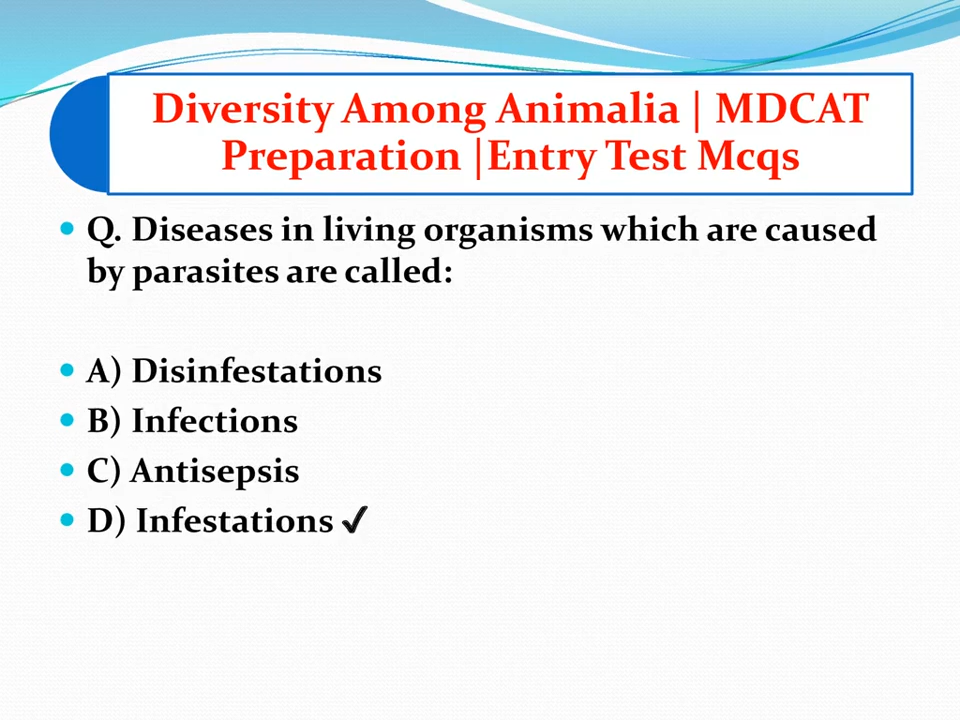 Diversity Among Animalia | MDCAT
Preparation |Entry Test Mcqs
• Q. Diseases in living organisms which are caused
by parasites are called:
• A) Disinfestations
• B) Infections
• C) Antisepsis
• D) Infestations ✓